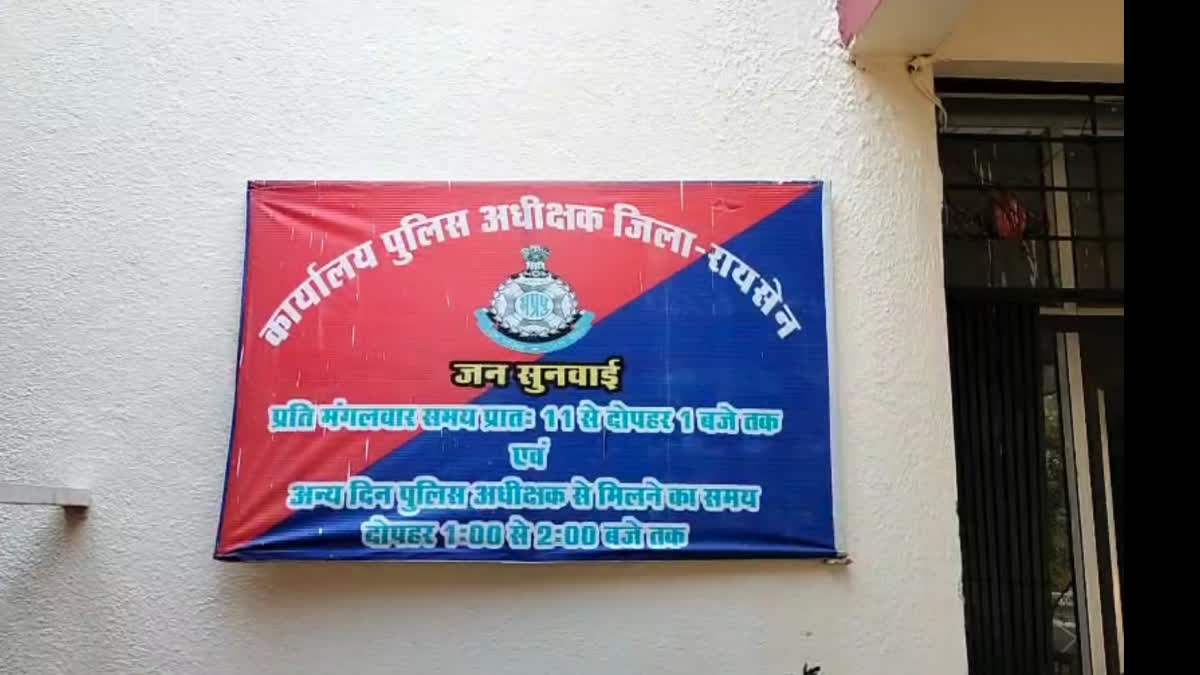 कार्यालय पुलिस अधीक्षक जिला-रायसेन
म प्र पु
जन सुनवाई
प्रति मंगलवार समय प्रातः 11 से दोपहर 1 बजे तक
एवं
अन्य दिन पुलिस अधीक्षक से मिलने का समय
दोपहर 1:00 से 2:00 बजे तक